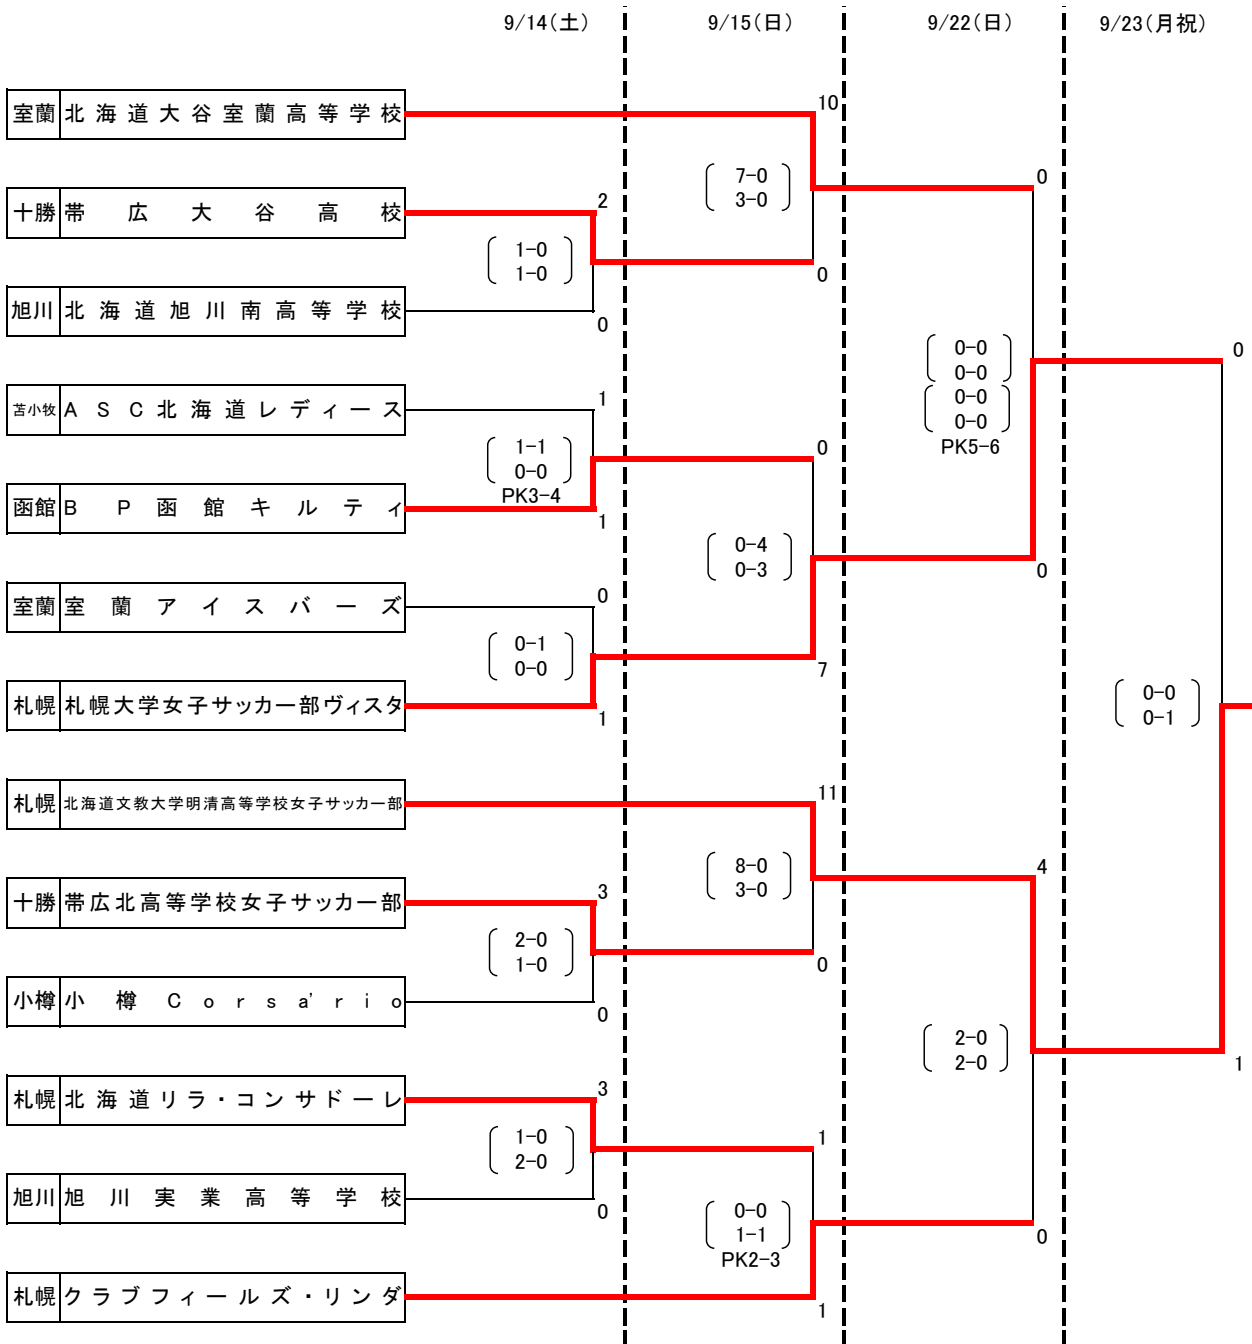 9/14(土) 9/15(日) 9/22(日) 9/23(月祝)
10
室蘭 北海道大谷室蘭高等学校
7-0
3-0
0
2
十勝 帯広大谷高校
1-0
1-0
0
旭川 北海道旭川南高等学校
0
0-0
0-0
0-0
0-0
PK5-6
0
1
苫小牧 ASC北海道レディース
1-1
0-0
PK3-4
0
函館 BP函館キルティ
1
0-4
0-3
0
0
室蘭 室蘭アイスバーズ
0-1
0-0
7
札幌 札幌大学女子サッカー部ヴィスタ
1
0-0
0-1
11
札幌 北海道文教大学明清高等学校女子サッカー部
8-0
3-0
4
3
十勝 帯広北高等学校女子サッカー部
2-0
1-0
0
小樽 小樽Corsa'rio
0
2-0
2-0
1
3
札幌 北海道リラ・コンサドーレ
1-0
2-0
1
旭川 旭川実業高等学校
0
0-0
1-1
PK2-3
0
札幌 クラブフィールズ・リンダ
1